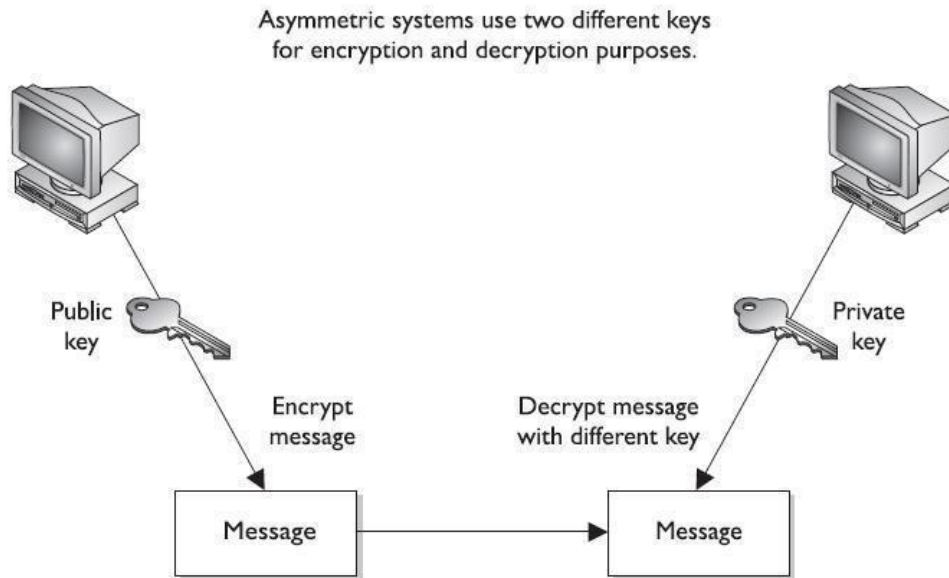 Asymmetric systems use two different keys
for encryption and decryption purposes.
Public
key
Private
key
Encrypt
message
Decrypt message
with different key
Message
Message